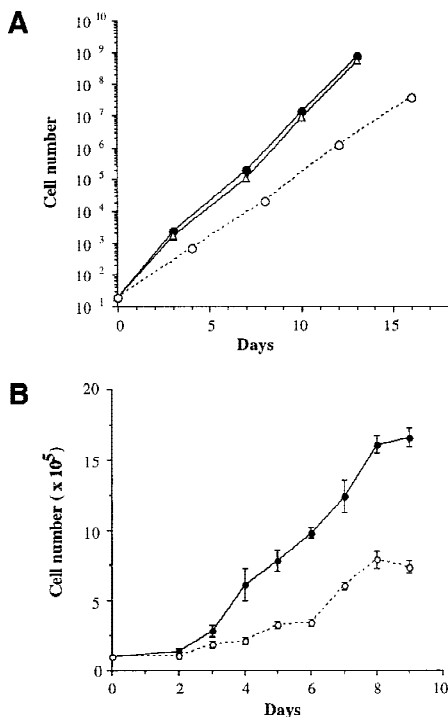 A
10 10
10 9
10 8
10 7
10 6
10 5
10 4
10 3
10 2
10 1
Cell number
0 5 10 15
Days
B
20
15
10
5
0
Cell number ( x 10⁵)
0 2 4 6 8 10
Days